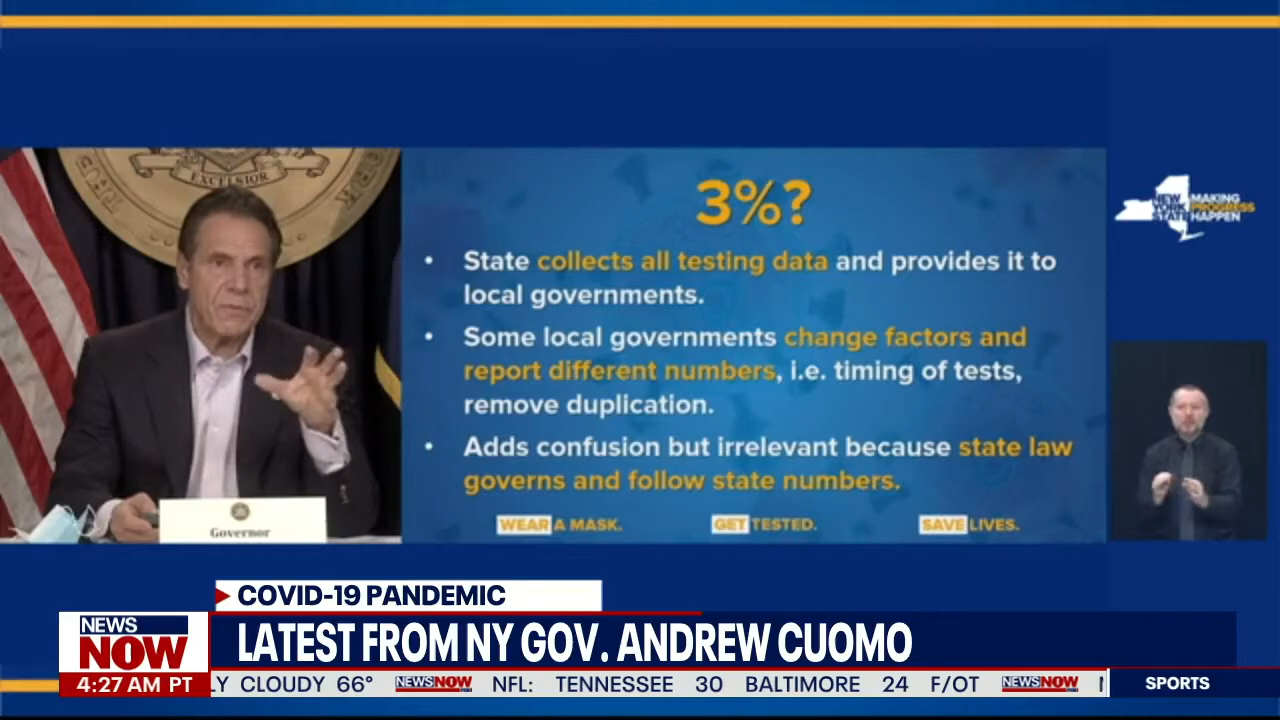 EXCELSIOR
3%?
• State collects all testing data and provides it to
local governments.
• Some local governments change factors and
report different numbers, i.e. timing of tests,
remove duplication.
• Adds confusion but irrelevant because state law
governs and follow state numbers.
WEAR A MASK. GET TESTED. SAVE LIVES.
Governor
NEW YORK STATE
MAKING
PROGRESS
HAPPEN
COVID-19 PANDEMIC
NEWS
NOW
LATEST FROM NY GOV. ANDREW CUOMO
4:27 AM PT
LY CLOUDY 66° NEWSNOW NFL: TENNESSEE 30 BALTIMORE 24 F/OT NEWSNOW
SPORTS